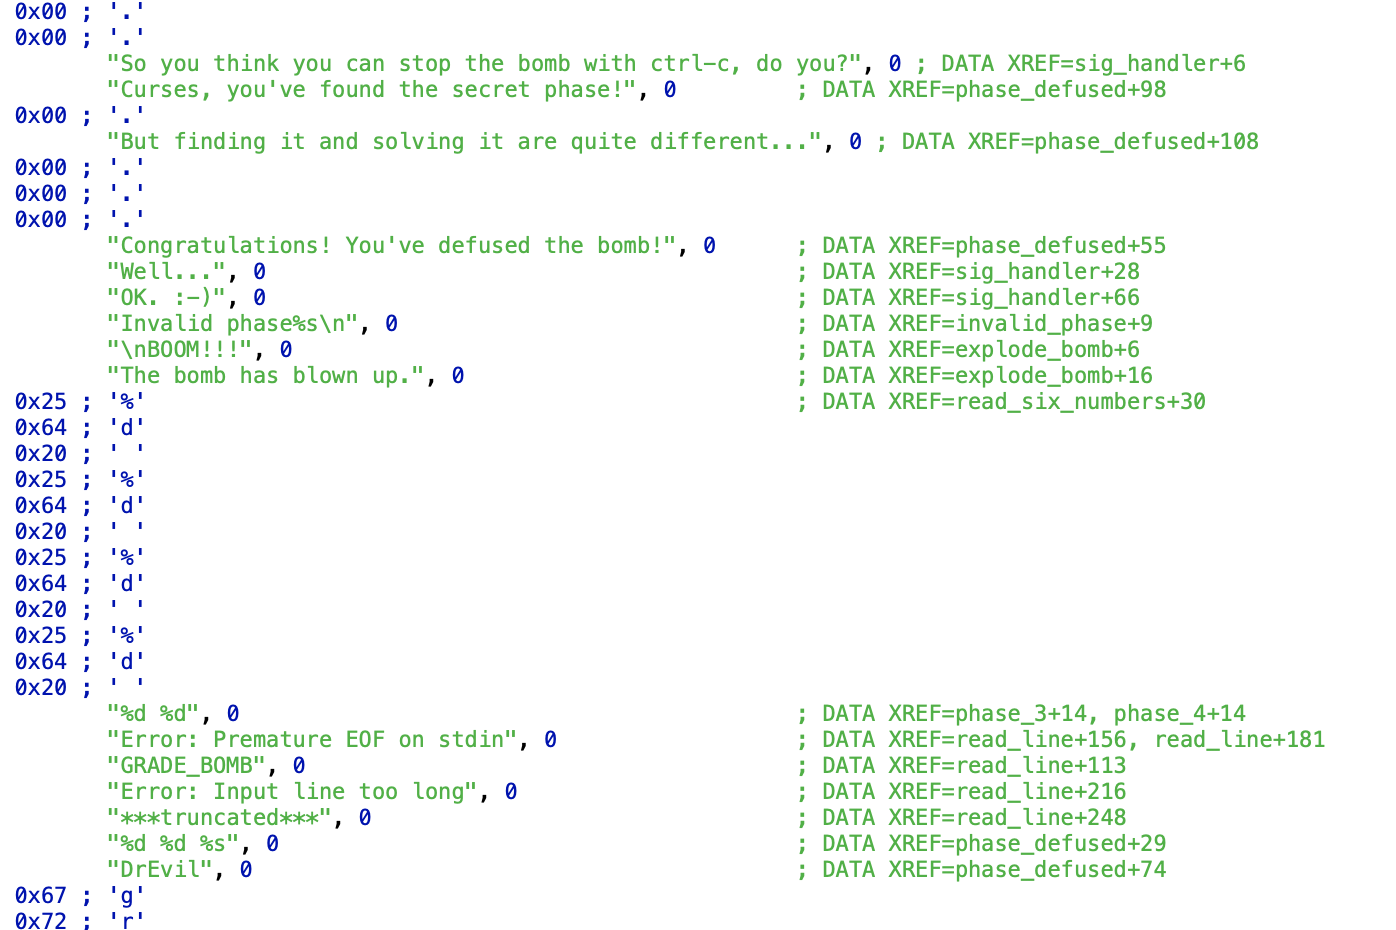 0x00 ; '.'
0x00 ; '.'
"So you think you can stop the bomb with ctrl-c, do you?", 0 ; DATA XREF=sig_handler+6
"Curses, you've found the secret phase!", 0 ; DATA XREF=phase_defused+98
0x00 ; '.'
"But finding it and solving it are quite different...", 0 ; DATA XREF=phase_defused+108
0x00 ; '.'
0x00 ; '.'
0x00 ; '.'
"Congratulations! You've defused the bomb!", 0 ; DATA XREF=phase_defused+55
"Well...", 0 ; DATA XREF=sig_handler+28
"OK. :-)", 0 ; DATA XREF=sig_handler+66
"Invalid phase%s\n", 0 ; DATA XREF=invalid_phase+9
"\nBOOM!!!", 0 ; DATA XREF=explode_bomb+6
"The bomb has blown up.", 0 ; DATA XREF=explode_bomb+16
0x25 ; '%' ; DATA XREF=read_six_numbers+30
0x64 ; 'd'
0x20 ; ' '
0x25 ; '%'
0x64 ; 'd'
0x20 ; ' '
0x25 ; '%'
0x64 ; 'd'
0x20 ; ' '
0x25 ; '%'
0x64 ; 'd'
0x20 ; ' '
"%d %d", 0 ; DATA XREF=phase_3+14, phase_4+14
"Error: Premature EOF on stdin", 0 ; DATA XREF=read_line+156, read_line+181
"GRADE_BOMB", 0 ; DATA XREF=read_line+113
"Error: Input line too long", 0 ; DATA XREF=read_line+216
"***truncated***", 0 ; DATA XREF=read_line+248
"%d %d %s", 0 ; DATA XREF=phase_defused+29
"DrEvil", 0 ; DATA XREF=phase_defused+74
0x67 ; 'g'
0x72 ; 'r'